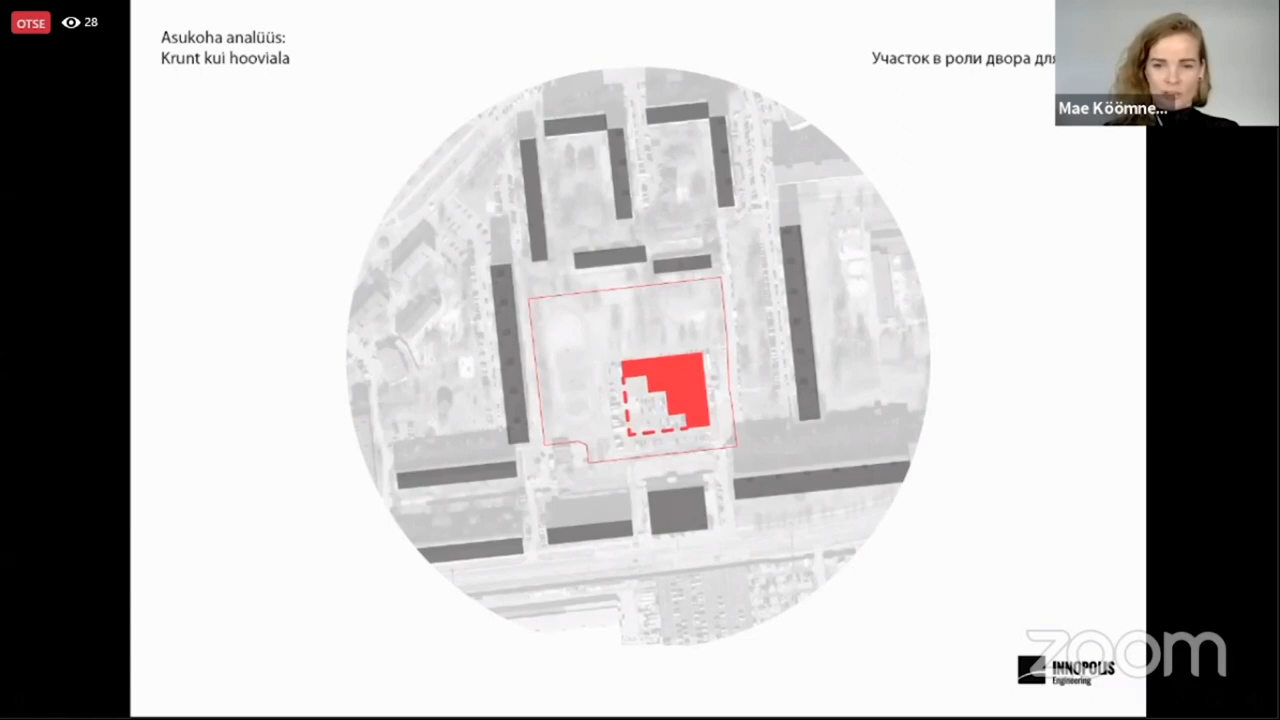 OTSE 28
Asukoha analüüs:
Krunt kui hooviala
Участок в роли двора для
Mae Köömne...
zoom
INNOPOLIS
Engineering